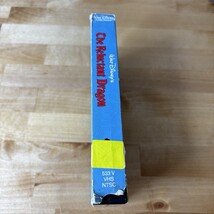 Walt Disney's
The Reluctant Dragon
533 V
VHS
NTSC